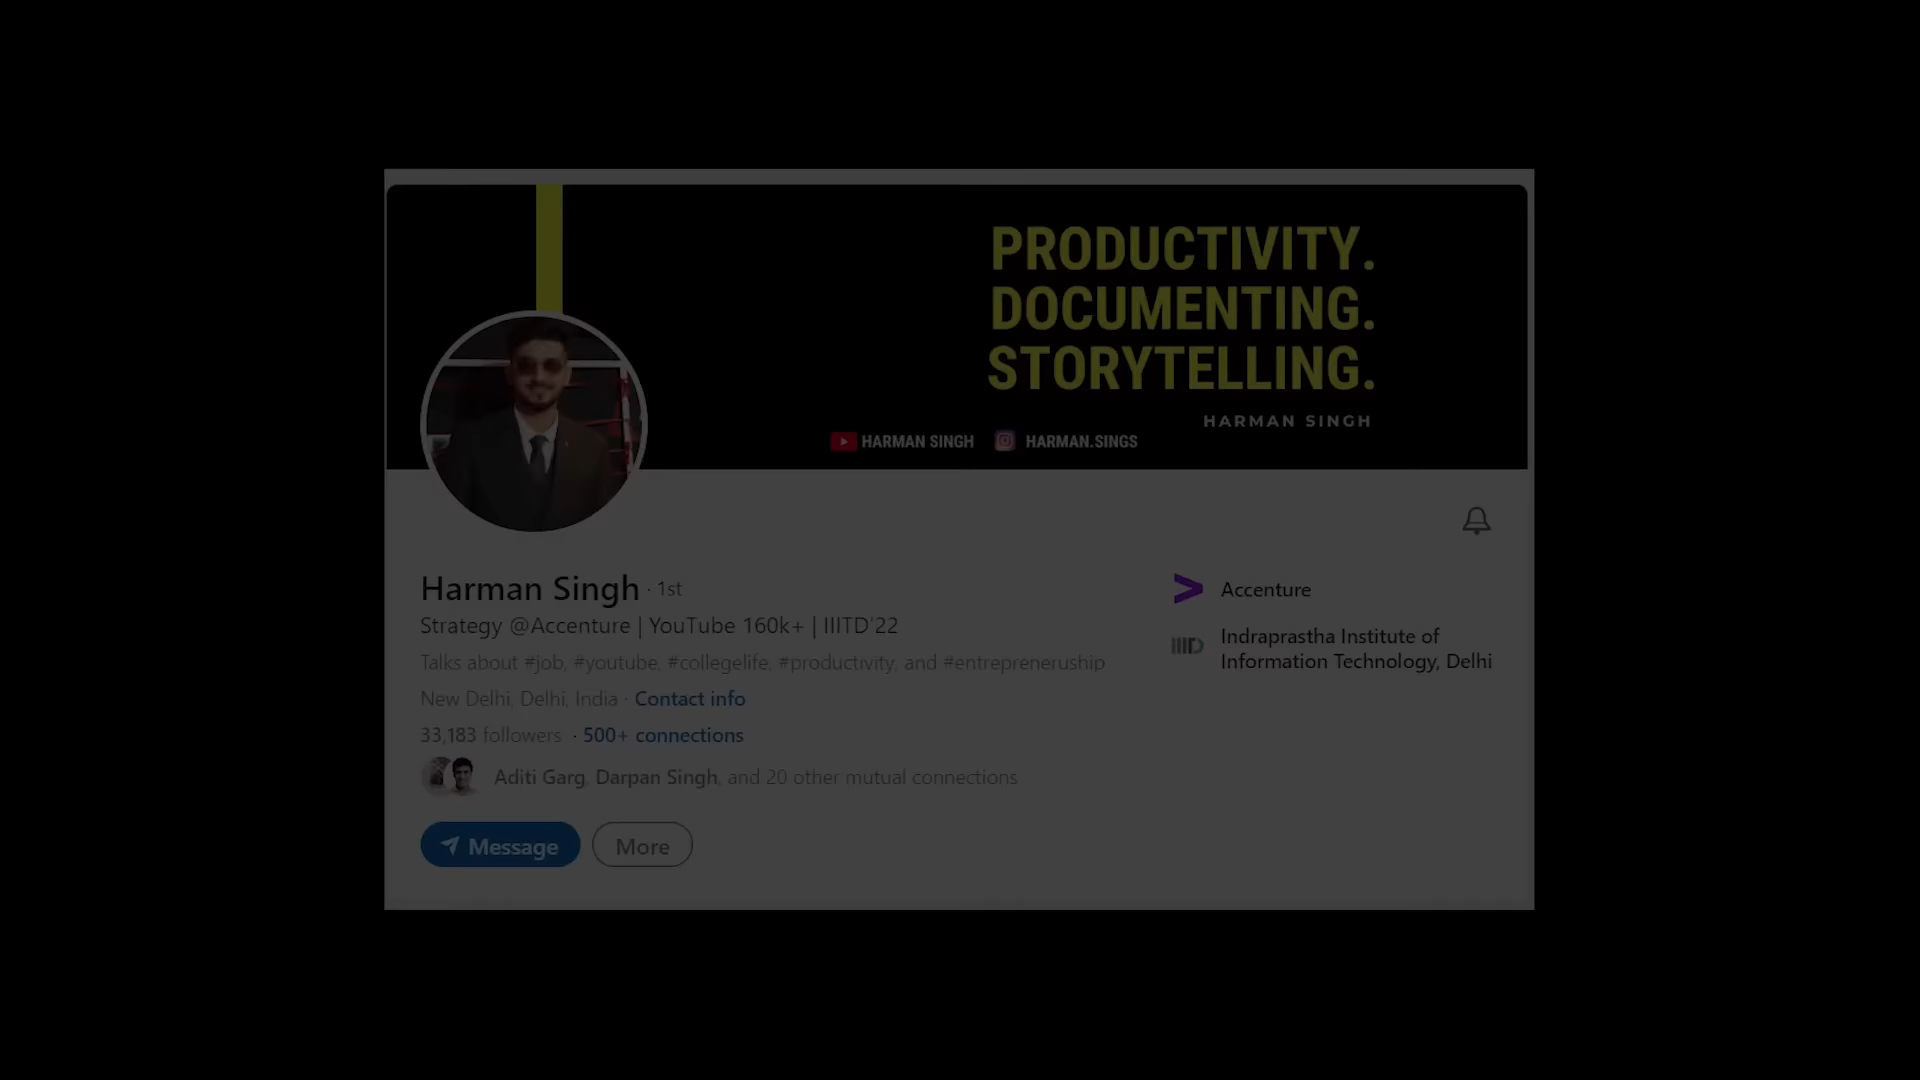 PRODUCTIVITY.
DOCUMENTING.
STORYTELLING.
HARMAN SINGH
HARMAN SINGH HARMAN.SINGS
Harman Singh · 1st
Strategy @Accenture | YouTube 160k+ | IIITD'22
Talks about #job, #youtube, #collegelife, #productivity, and #entrepreneruship
New Delhi, Delhi, India · Contact info
33,183 followers · 500+ connections
Aditi Garg, Darpan Singh, and 20 other mutual connections
Message More
Accenture
IIITD
Indraprastha Institute of
Information Technology, Delhi